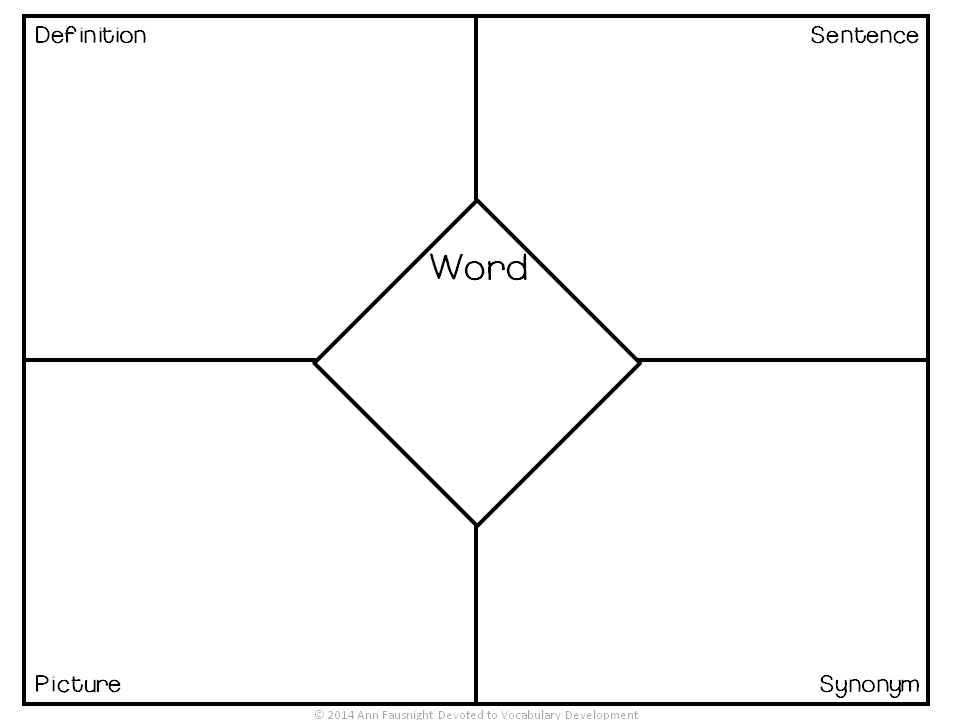 Definition
Sentence
Word
Picture
Synonym
© 2014 Ann Fausnight Devoted to Vocabulary Development